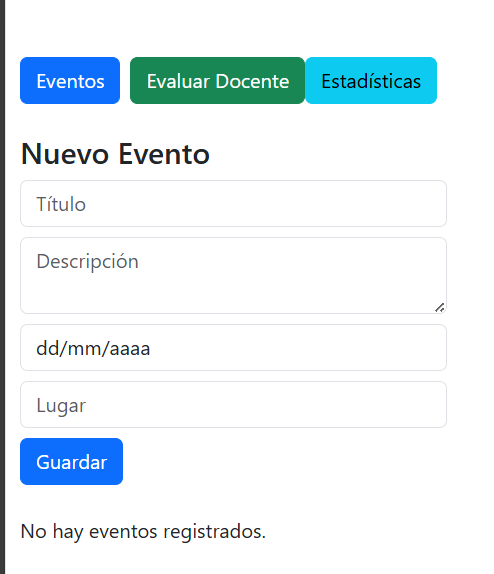 Eventos Evaluar Docente Estadísticas
Nuevo Evento
Título
Descripción
dd/mm/aaaa
Lugar
Guardar
No hay eventos registrados.